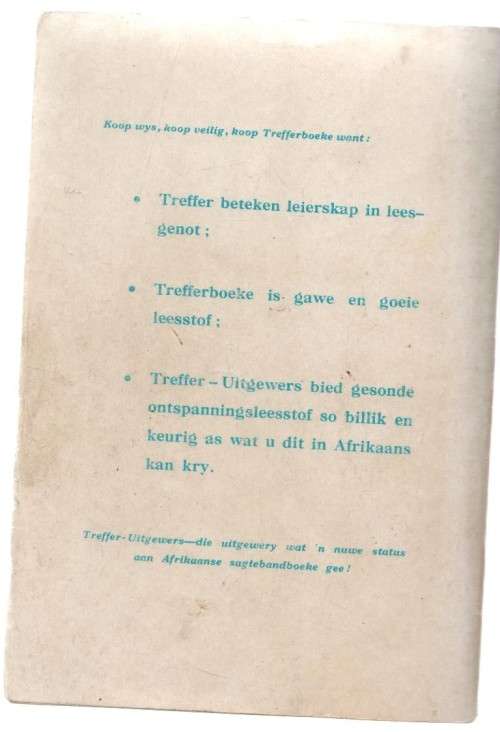 Koop wys, koop veilig, koop Trefferboeke want:
• Treffer beteken leierskap in lees-
genot;
• Trefferboeke is gawe en goeie
leesstof;
• Treffer-Uitgewers bied gesonde
ontspanningsleesstof so billik en
keurig as wat u dit in Afrikaans
kan kry.
Treffer-Uitgewers—die uitgewery wat 'n nuwe status
aan Afrikaanse sagtebandboeke gee!